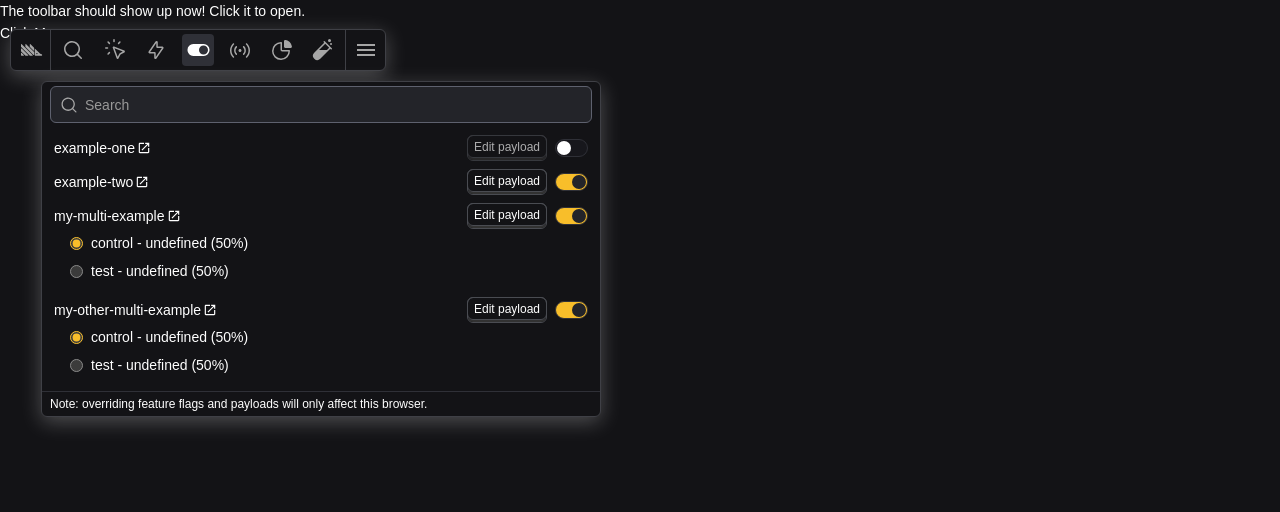 The toolbar should show up now! Click it to open.
Search
example-one
Edit payload
example-two
Edit payload
my-multi-example
Edit payload
control - undefined (50%)
test - undefined (50%)
my-other-multi-example
Edit payload
control - undefined (50%)
test - undefined (50%)
Note: overriding feature flags and payloads will only affect this browser.